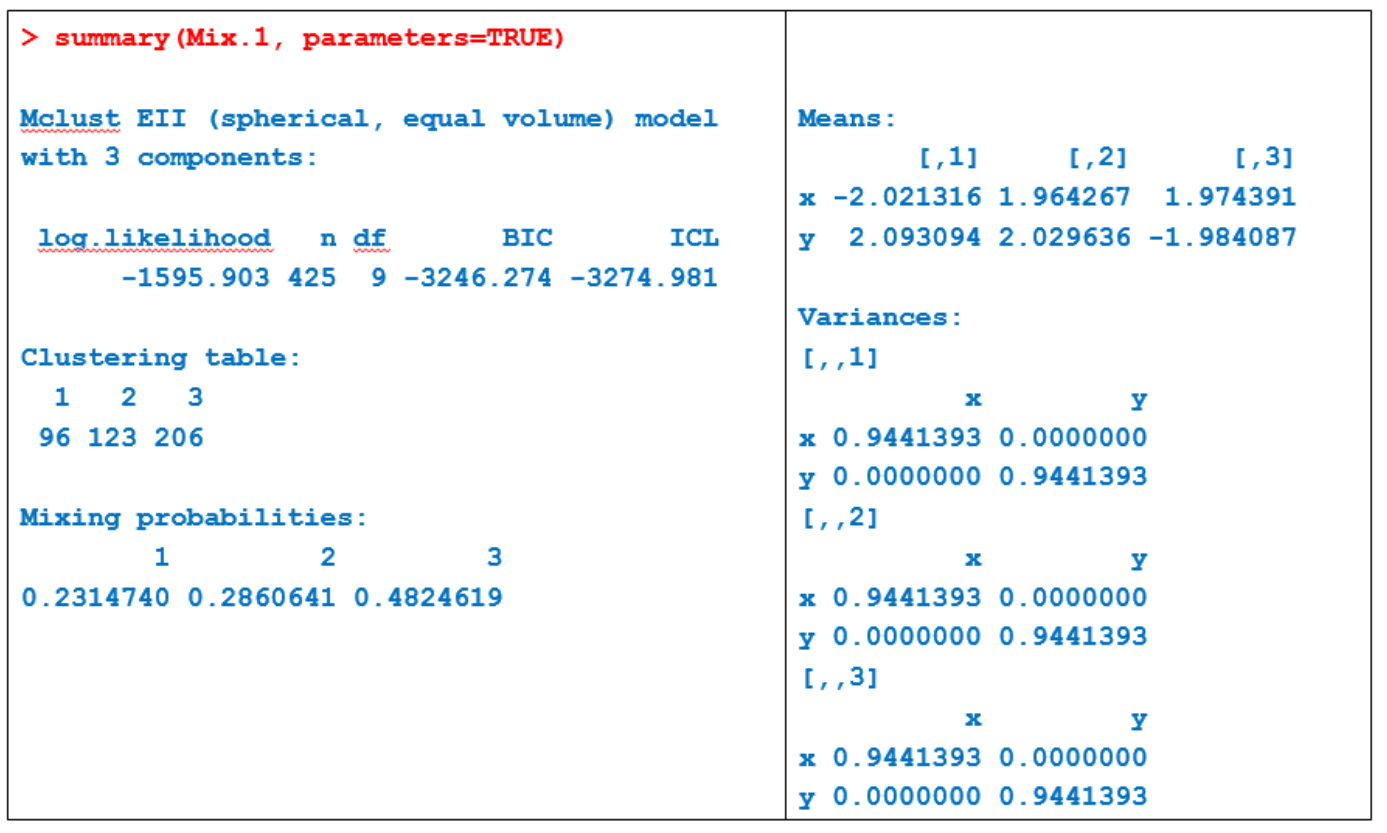 > summary(Mix.1, parameters=TRUE)
Mclust EII (spherical, equal volume) model
with 3 components:
log.likelihood n df BIC ICL
-1595.903 425 9 -3246.274 -3274.981
Clustering table:
1 2 3
96 123 206
Mixing probabilities:
1 2 3
0.2314740 0.2860641 0.4824619
Means:
[,1] [,2] [,3]
x -2.021316 1.964267 1.974391
y 2.093094 2.029636 -1.984087
Variances:
[,,1]
x y
x 0.9441393 0.0000000
y 0.0000000 0.9441393
[,,2]
x y
x 0.9441393 0.0000000
y 0.0000000 0.9441393
[,,3]
x y
x 0.9441393 0.0000000
y 0.0000000 0.9441393